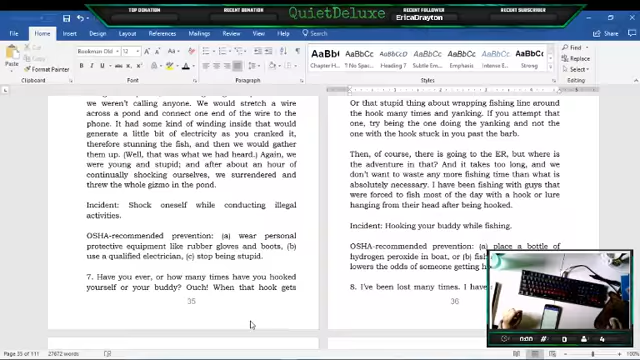 TOP DONATION
RECENT DONATION
QuietDeluxe
RECENT FOLLOWER
EricaDrayton
RECENT SUBSCRIBER
File
Home
Insert
Design
Layout
References
Mailings
Review
View
Help
Cut
Copy
Format Painter
Paste
Clipboard
Bookman Old
12
Font
Paragraph
AaBb
AaBbCc
AaBbCc
AaBbCc
AaBbCc
AaBbCc
Chapter H...
¶ No Spac...
Heading 7
Emphasis
Strong
Styles
Find
Replace
Select
Editing
we weren't calling anyone. We would stretch a wire
across a pond and connect one end of the wire to the
phone. It had some kind of winding inside that would
generate a little bit of electricity as you cranked it,
therefore stunning the fish, and then we would gather
them up. (Well, that was what we had heard.) Again, we
were young and stupid; and after about an hour of
continually shocking ourselves, we surrendered and
threw the whole gizmo in the pond.
Incident: Shock oneself while conducting illegal
activities.
OSHA-recommended prevention: (a) wear personal
protective equipment like rubber gloves and boots, (b)
use a qualified electrician, (c) stop being stupid.
7. Have you ever, or how many times have you hooked
yourself or your buddy? Ouch! When that hook gets
35
Or that stupid thing about wrapping fishing line around
the hook many times and yanking. If you attempt that
one, try being the one doing the yanking and not the
one with the hook stuck in you past the barb.
Then, of course, there is going to the ER, but where is
the adventure in that? And it takes too long, and we
don't want to waste any more fishing time than what is
absolutely necessary. I have been fishing with guys that
were forced to fish most of the day with a hook or lure
hanging from their head after being hooked.
Incident: Hooking your buddy while fishing.
OSHA-recommended prevention: (a) place a bottle of
hydrogen peroxide in boat, or (b) fish
lowers the odds of someone getting h
8. I've been lost many times. I have
36
0:00
0
4
Page 35 of 111
27672 words
100%